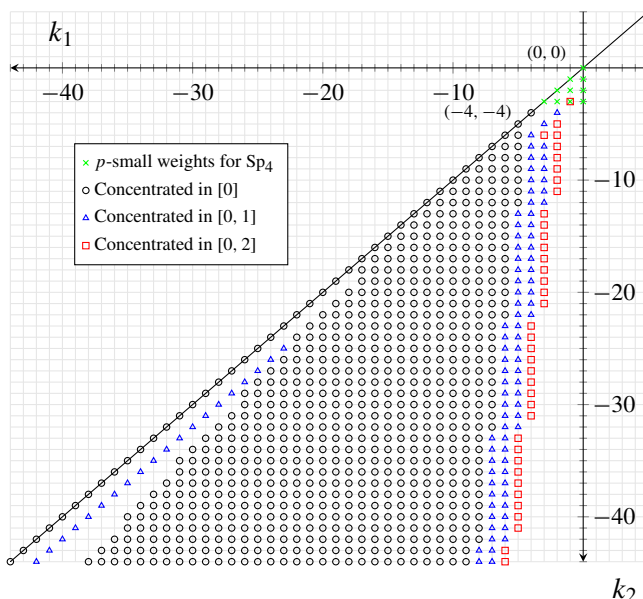 k₁
(0, 0)
−40 −30 −20 −10
(−4, −4)
p-small weights for Sp₄
Concentrated in [0]
Concentrated in [0, 1]
Concentrated in [0, 2]
−10
−20
−30
−40
k₂